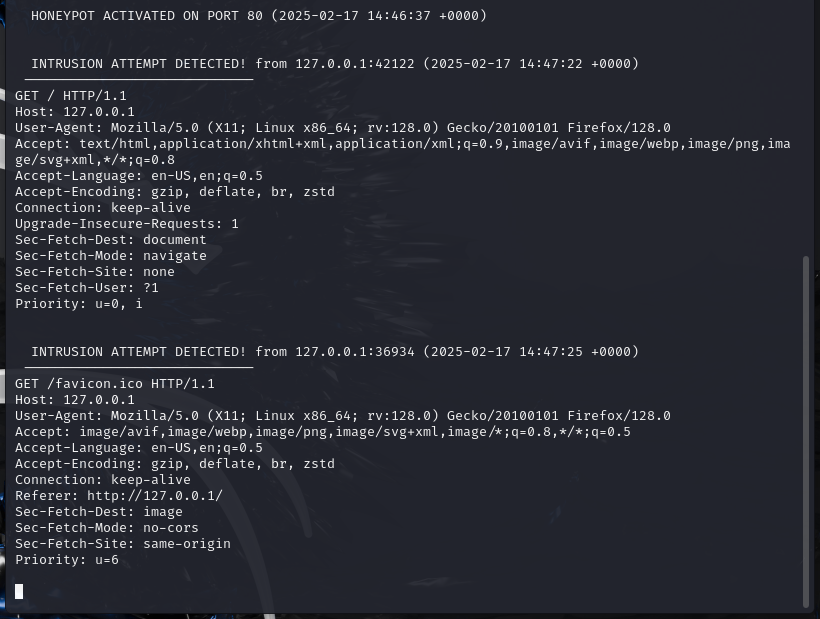 HONEYPOT ACTIVATED ON PORT 80 (2025-02-17 14:46:37 +0000)
INTRUSION ATTEMPT DETECTED! from 127.0.0.1:42122 (2025-02-17 14:47:22 +0000)
GET / HTTP/1.1
Host: 127.0.0.1
User-Agent: Mozilla/5.0 (X11; Linux x86_64; rv:128.0) Gecko/20100101 Firefox/128.0
Accept: text/html,application/xhtml+xml,application/xml;q=0.9,image/avif,image/webp,image/png,ima
ge/svg+xml,*/*;q=0.8
Accept-Language: en-US,en;q=0.5
Accept-Encoding: gzip, deflate, br, zstd
Connection: keep-alive
Upgrade-Insecure-Requests: 1
Sec-Fetch-Dest: document
Sec-Fetch-Mode: navigate
Sec-Fetch-Site: none
Sec-Fetch-User: ?1
Priority: u=0, i
INTRUSION ATTEMPT DETECTED! from 127.0.0.1:36934 (2025-02-17 14:47:25 +0000)
GET /favicon.ico HTTP/1.1
Host: 127.0.0.1
User-Agent: Mozilla/5.0 (X11; Linux x86_64; rv:128.0) Gecko/20100101 Firefox/128.0
Accept: image/avif,image/webp,image/png,image/svg+xml,image/*;q=0.8,*/*;q=0.5
Accept-Language: en-US,en;q=0.5
Accept-Encoding: gzip, deflate, br, zstd
Connection: keep-alive
Referer: http://127.0.0.1/
Sec-Fetch-Dest: image
Sec-Fetch-Mode: no-cors
Sec-Fetch-Site: same-origin
Priority: u=6